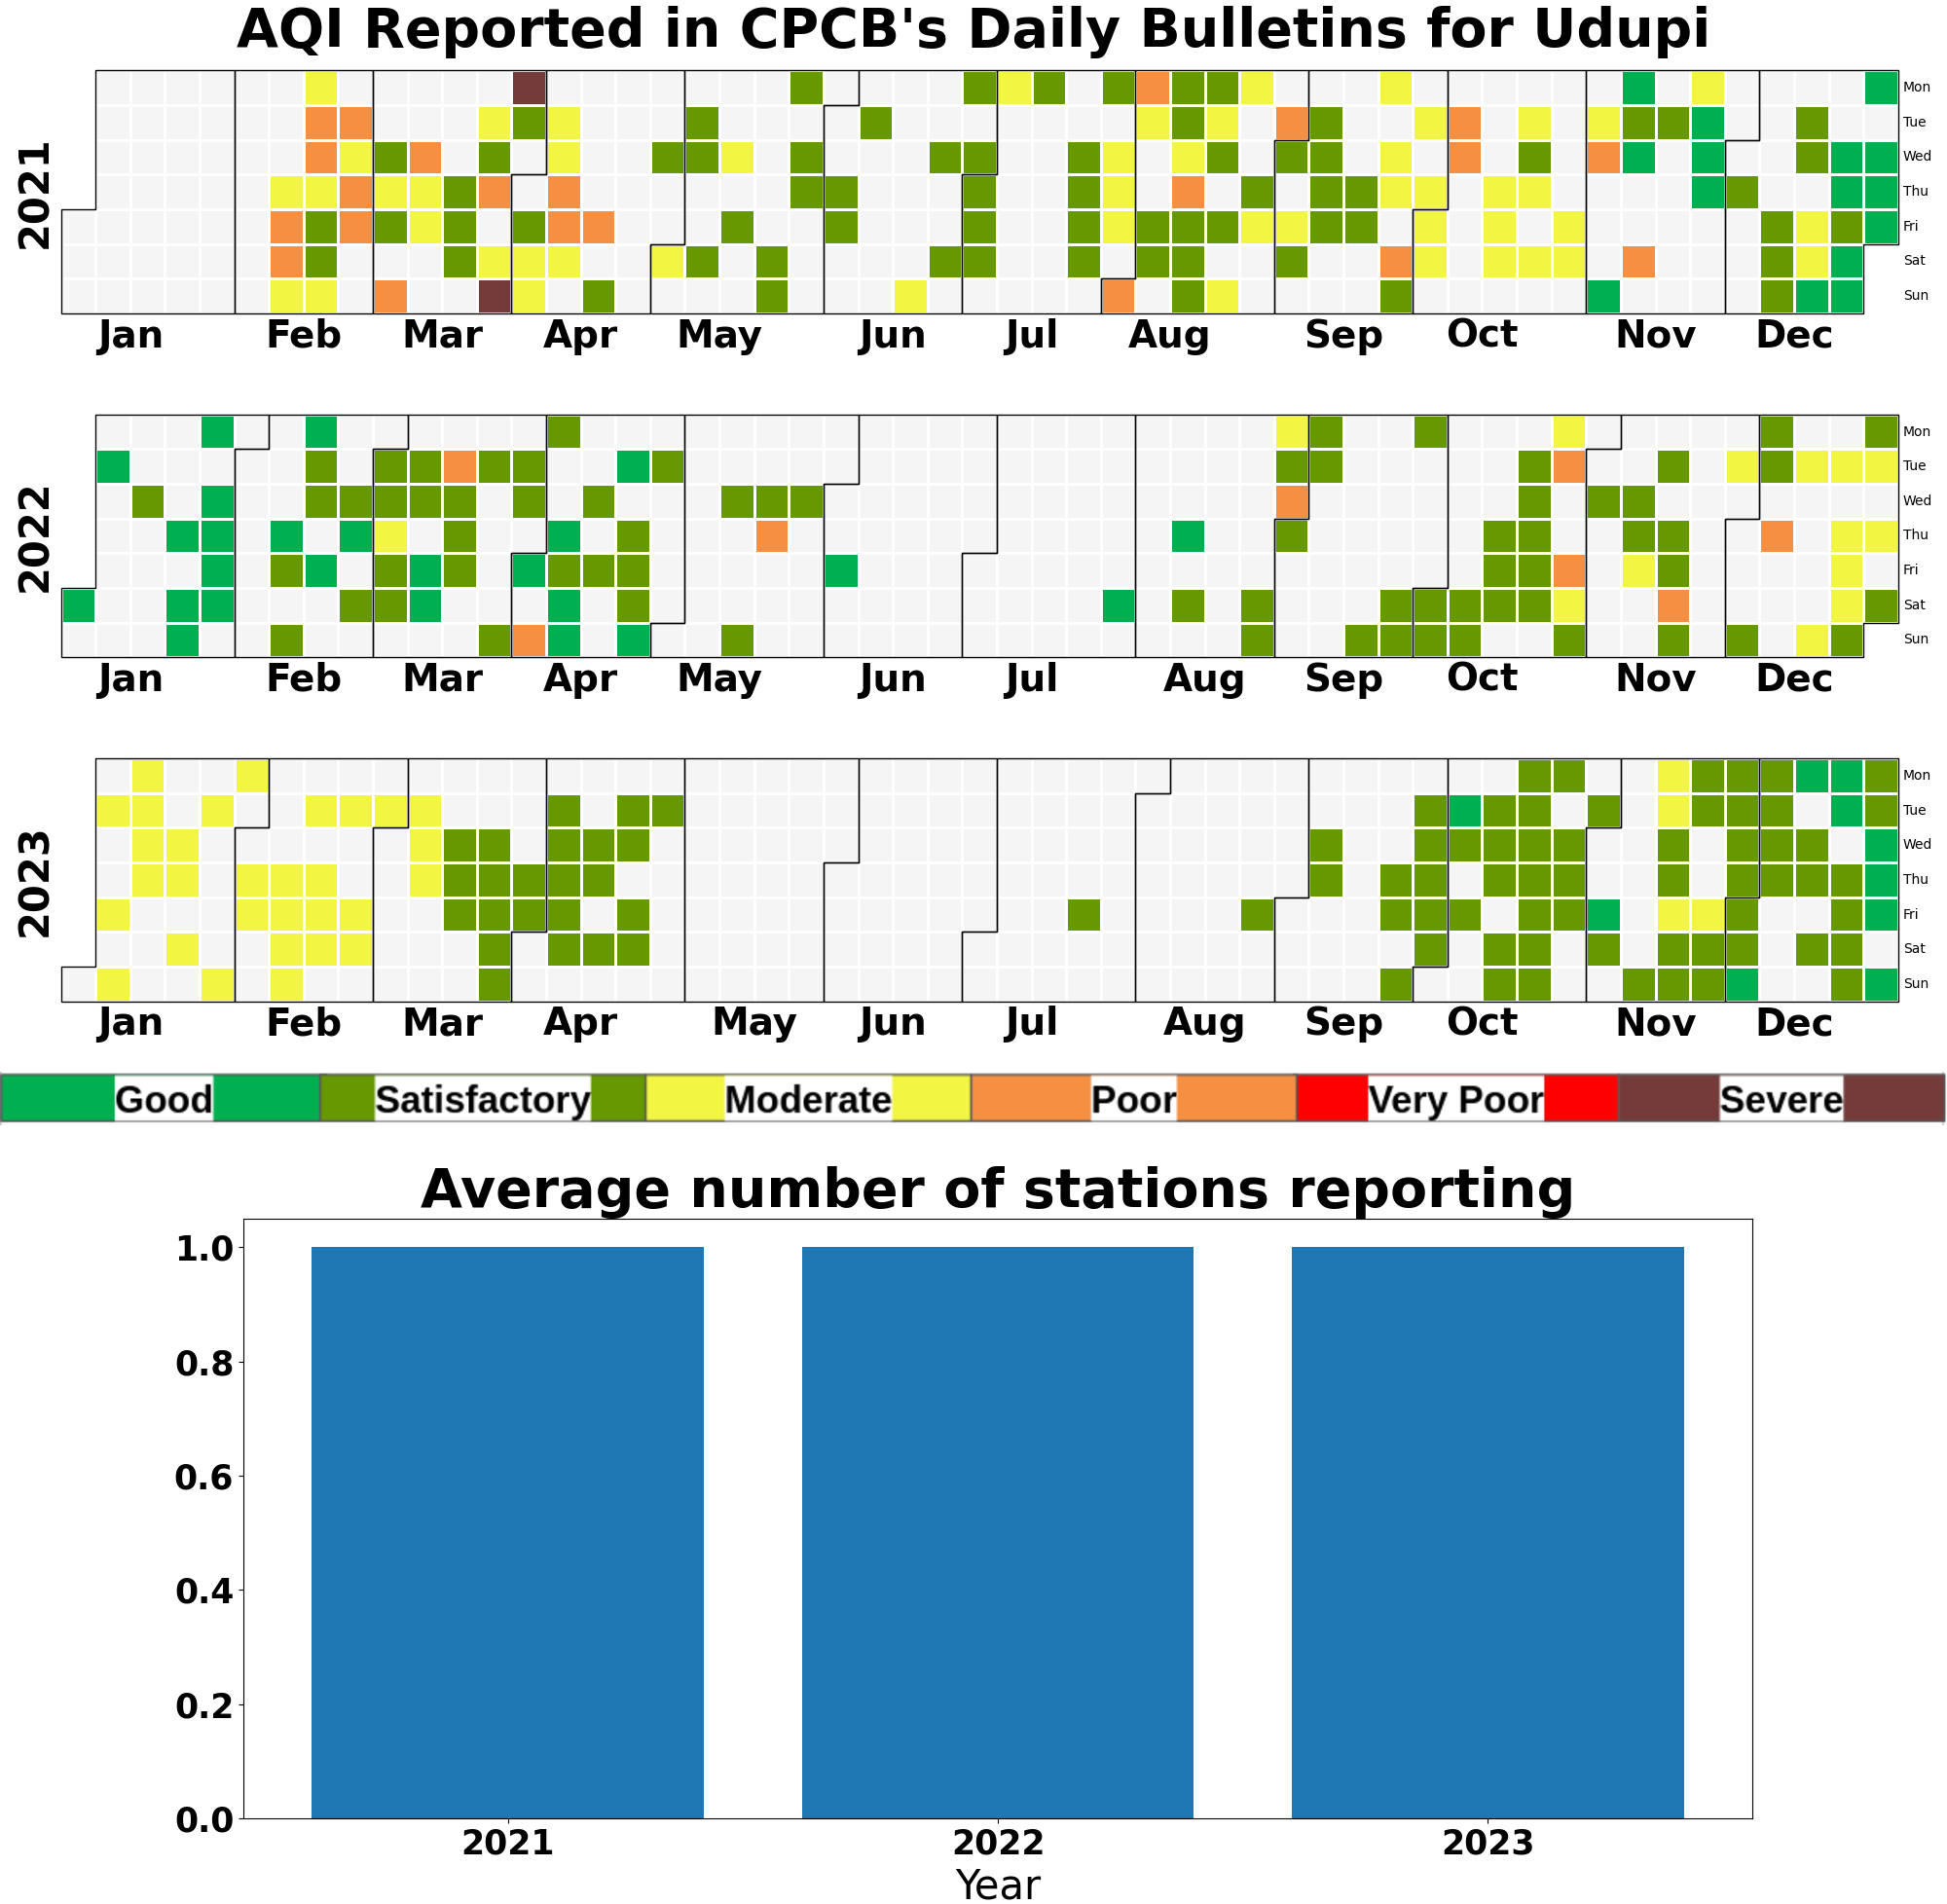 AQI Reported in CPCB's Daily Bulletins for Udupi
2021
Mon
Tue
Wed
Thu
Fri
Sat
Sun
Jan Feb Mar Apr May Jun Jul Aug Sep Oct Nov Dec
2022
Mon
Tue
Wed
Thu
Fri
Sat
Sun
Jan Feb Mar Apr May Jun Jul Aug Sep Oct Nov Dec
2023
Mon
Tue
Wed
Thu
Fri
Sat
Sun
Jan Feb Mar Apr May Jun Jul Aug Sep Oct Nov Dec
Good Satisfactory Moderate Poor Very Poor Severe
Average number of stations reporting
1.0
0.8
0.6
0.4
0.2
0.0
2021 2022 2023
Year